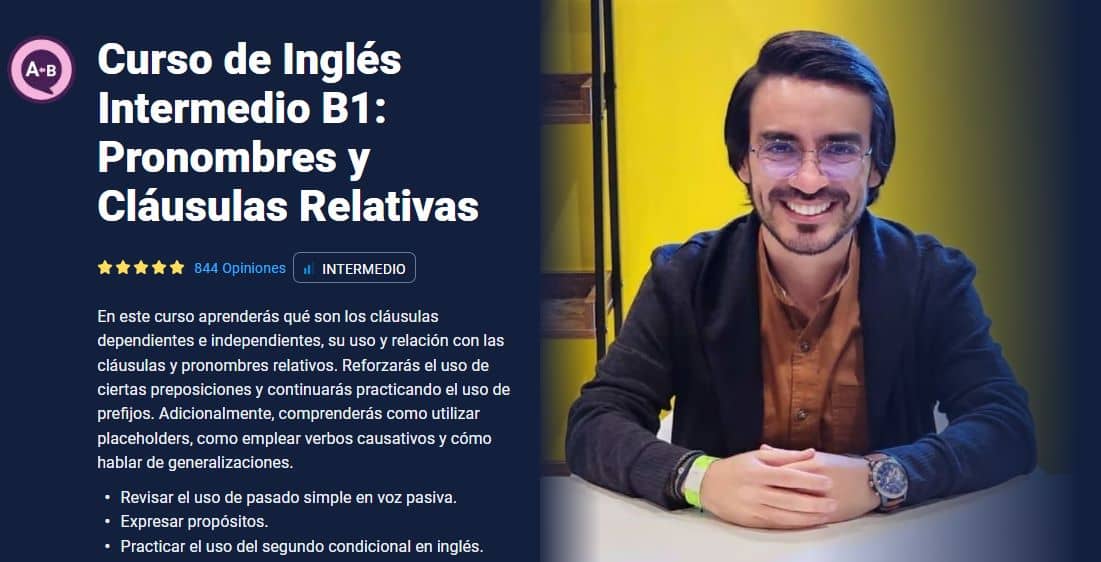 A
B
Curso de Inglés
Intermedio B1:
Pronombres y
Cláusulas Relativas
844 Opiniones
INTERMEDIO
En este curso aprenderás qué son los cláusulas
dependientes e independientes, su uso y relación con las
cláusulas y pronombres relativos. Reforzarás el uso de
ciertas preposiciones y continuarás practicando el uso de
prefijos. Adicionalmente, comprenderás como utilizar
placeholders, como emplear verbos causativos y cómo
hablar de generalizaciones.
• Revisar el uso de pasado simple en voz pasiva.
• Expresar propósitos.
• Practicar el uso del segundo condicional en inglés.